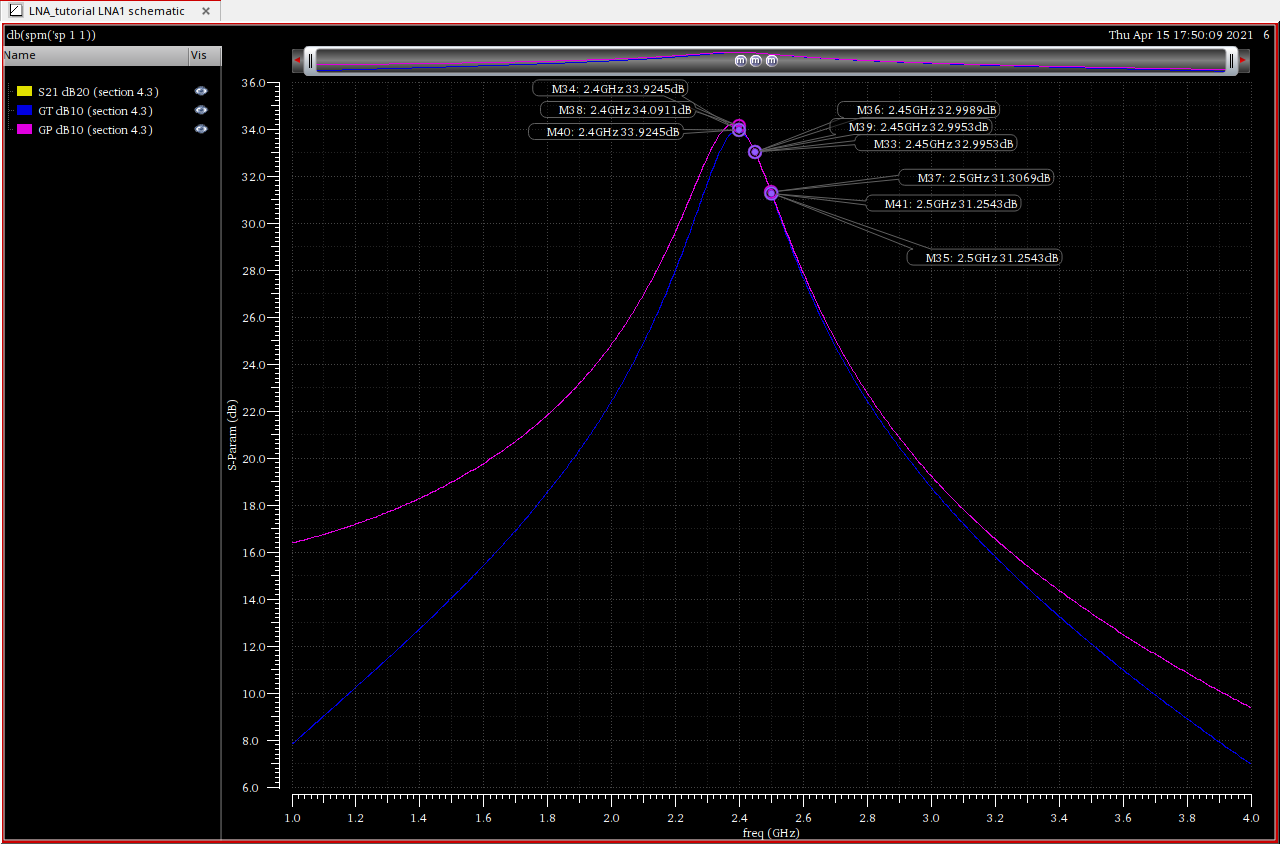 LNA_tutorial LNA1 schematic ×
db(spm('sp 1 1))
Thu Apr 15 17:50:09 2021 6
Name Vis
S21 dB20 (section 4.3)
GT dB10 (section 4.3)
GP dB10 (section 4.3)
m m m
M34: 2.4GHz 33.9245dB
M38: 2.4GHz 34.0911dB
M40: 2.4GHz 33.9245dB
M36: 2.45GHz 32.9989dB
M39: 2.45GHz 32.9953dB
M33: 2.45GHz 32.9953dB
M37: 2.5GHz 31.3069dB
M41: 2.5GHz 31.2543dB
M35: 2.5GHz 31.2543dB
S-Param (dB)
36.0
34.0
32.0
30.0
28.0
26.0
24.0
22.0
20.0
18.0
16.0
14.0
12.0
10.0
8.0
6.0
1.0 1.2 1.4 1.6 1.8 2.0 2.2 2.4 2.6 2.8 3.0 3.2 3.4 3.6 3.8 4.0
freq (GHz)